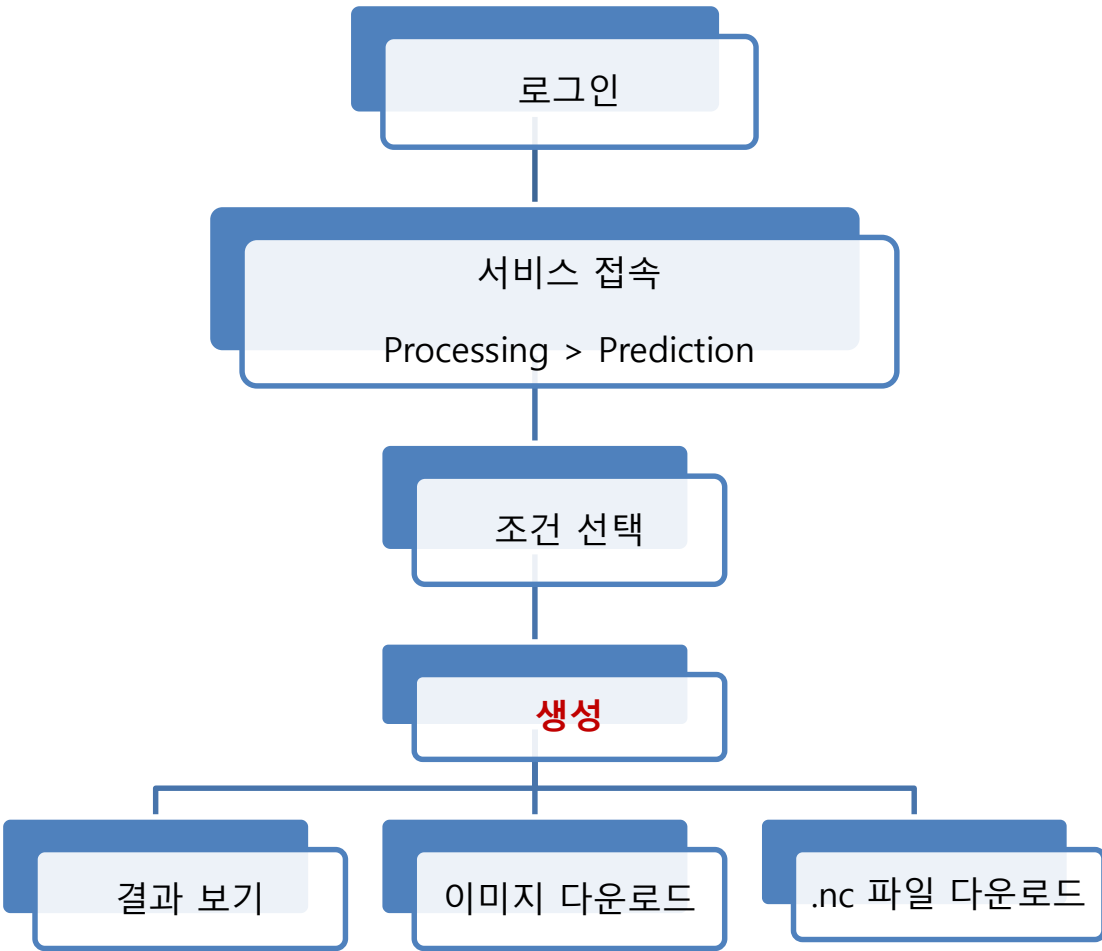 로그인
서비스 접속
Processing > Prediction
조건 선택
생성
결과 보기
이미지 다운로드
.nc 파일 다운로드